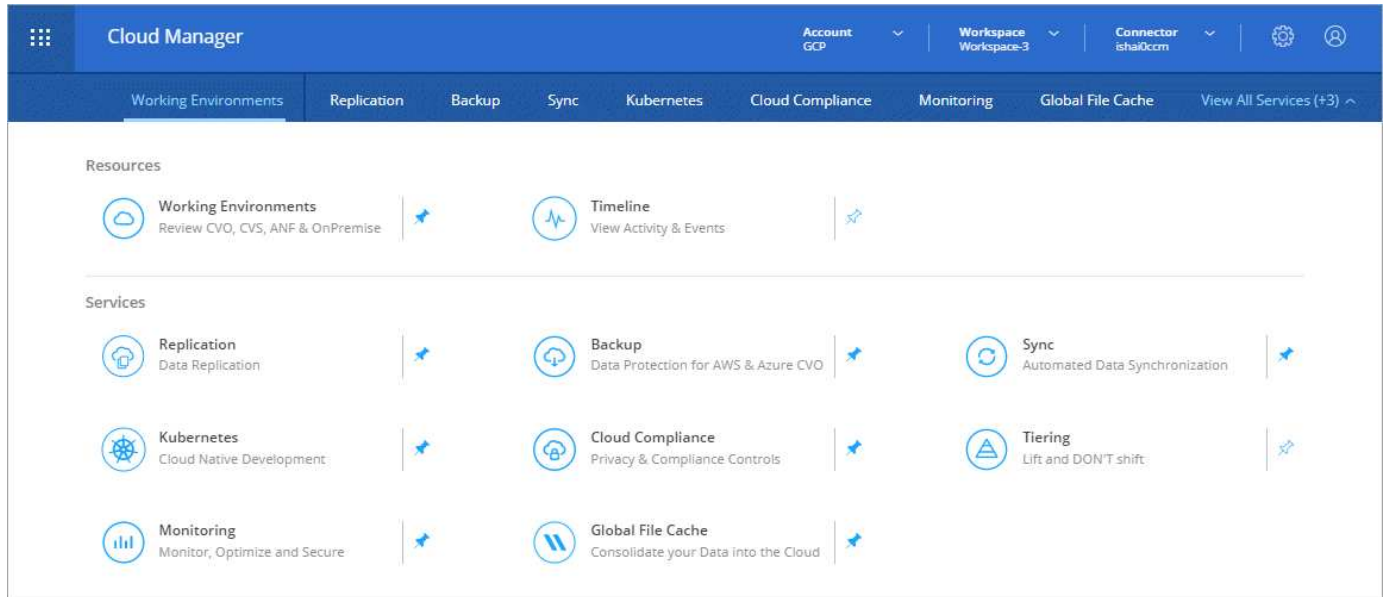 Cloud Manager
Account
GCP
Workspace
Workspace-3
Connector
ishai0ccm
Working Environments
Replication
Backup
Sync
Kubernetes
Cloud Compliance
Monitoring
Global File Cache
View All Services (+3)
Resources
Working Environments
Review CVO, CVS, ANF & OnPremise
Timeline
View Activity & Events
Services
Replication
Data Replication
Backup
Data Protection for AWS & Azure CVO
Sync
Automated Data Synchronization
Kubernetes
Cloud Native Development
Cloud Compliance
Privacy & Compliance Controls
Tiering
Lift and DON'T shift
Monitoring
Monitor, Optimize and Secure
Global File Cache
Consolidate your Data into the Cloud